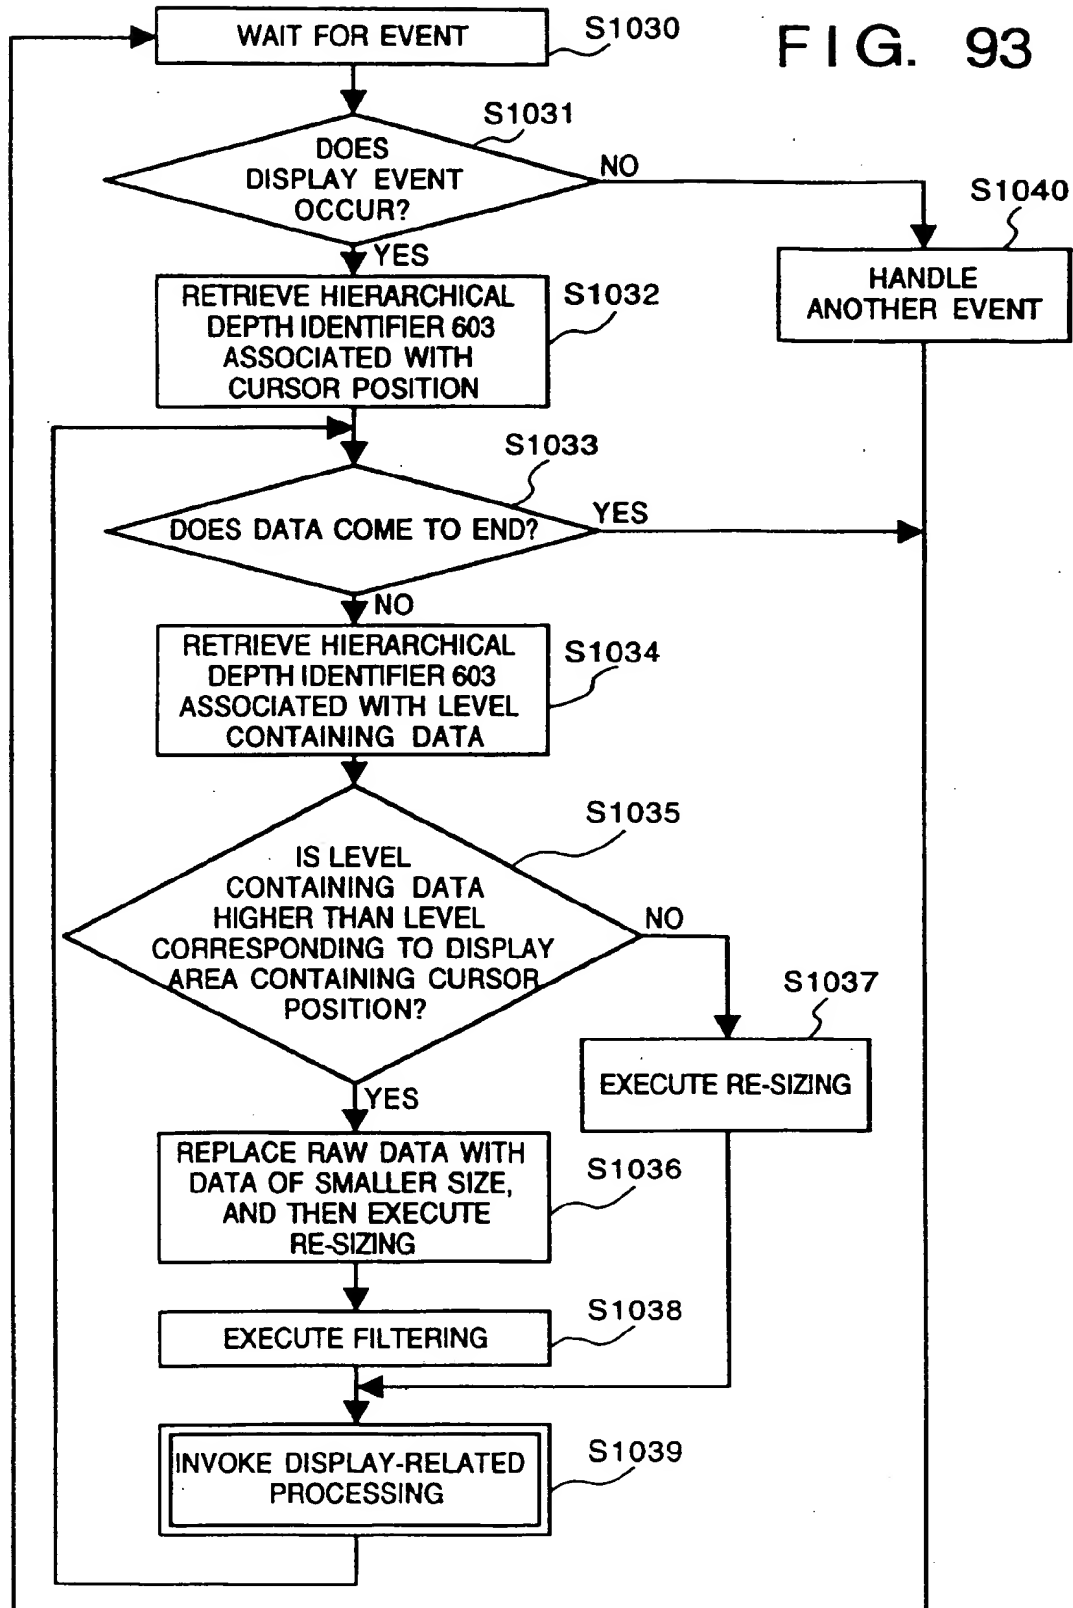 FIG. 93
WAIT FOR EVENT
S1030
S1031
DOES
DISPLAY EVENT
OCCUR?
NO
YES
S1040
HANDLE
ANOTHER EVENT
RETRIEVE HIERARCHICAL
DEPTH IDENTIFIER 603
ASSOCIATED WITH
CURSOR POSITION
S1032
S1033
DOES DATA COME TO END?
YES
NO
RETRIEVE HIERARCHICAL
DEPTH IDENTIFIER 603
ASSOCIATED WITH LEVEL
CONTAINING DATA
S1034
S1035
IS LEVEL
CONTAINING DATA
HIGHER THAN LEVEL
CORRESPONDING TO DISPLAY
AREA CONTAINING CURSOR
POSITION?
NO
YES
S1037
EXECUTE RE-SIZING
REPLACE RAW DATA WITH
DATA OF SMALLER SIZE,
AND THEN EXECUTE
RE-SIZING
S1036
EXECUTE FILTERING
S1038
INVOKE DISPLAY-RELATED
PROCESSING
S1039